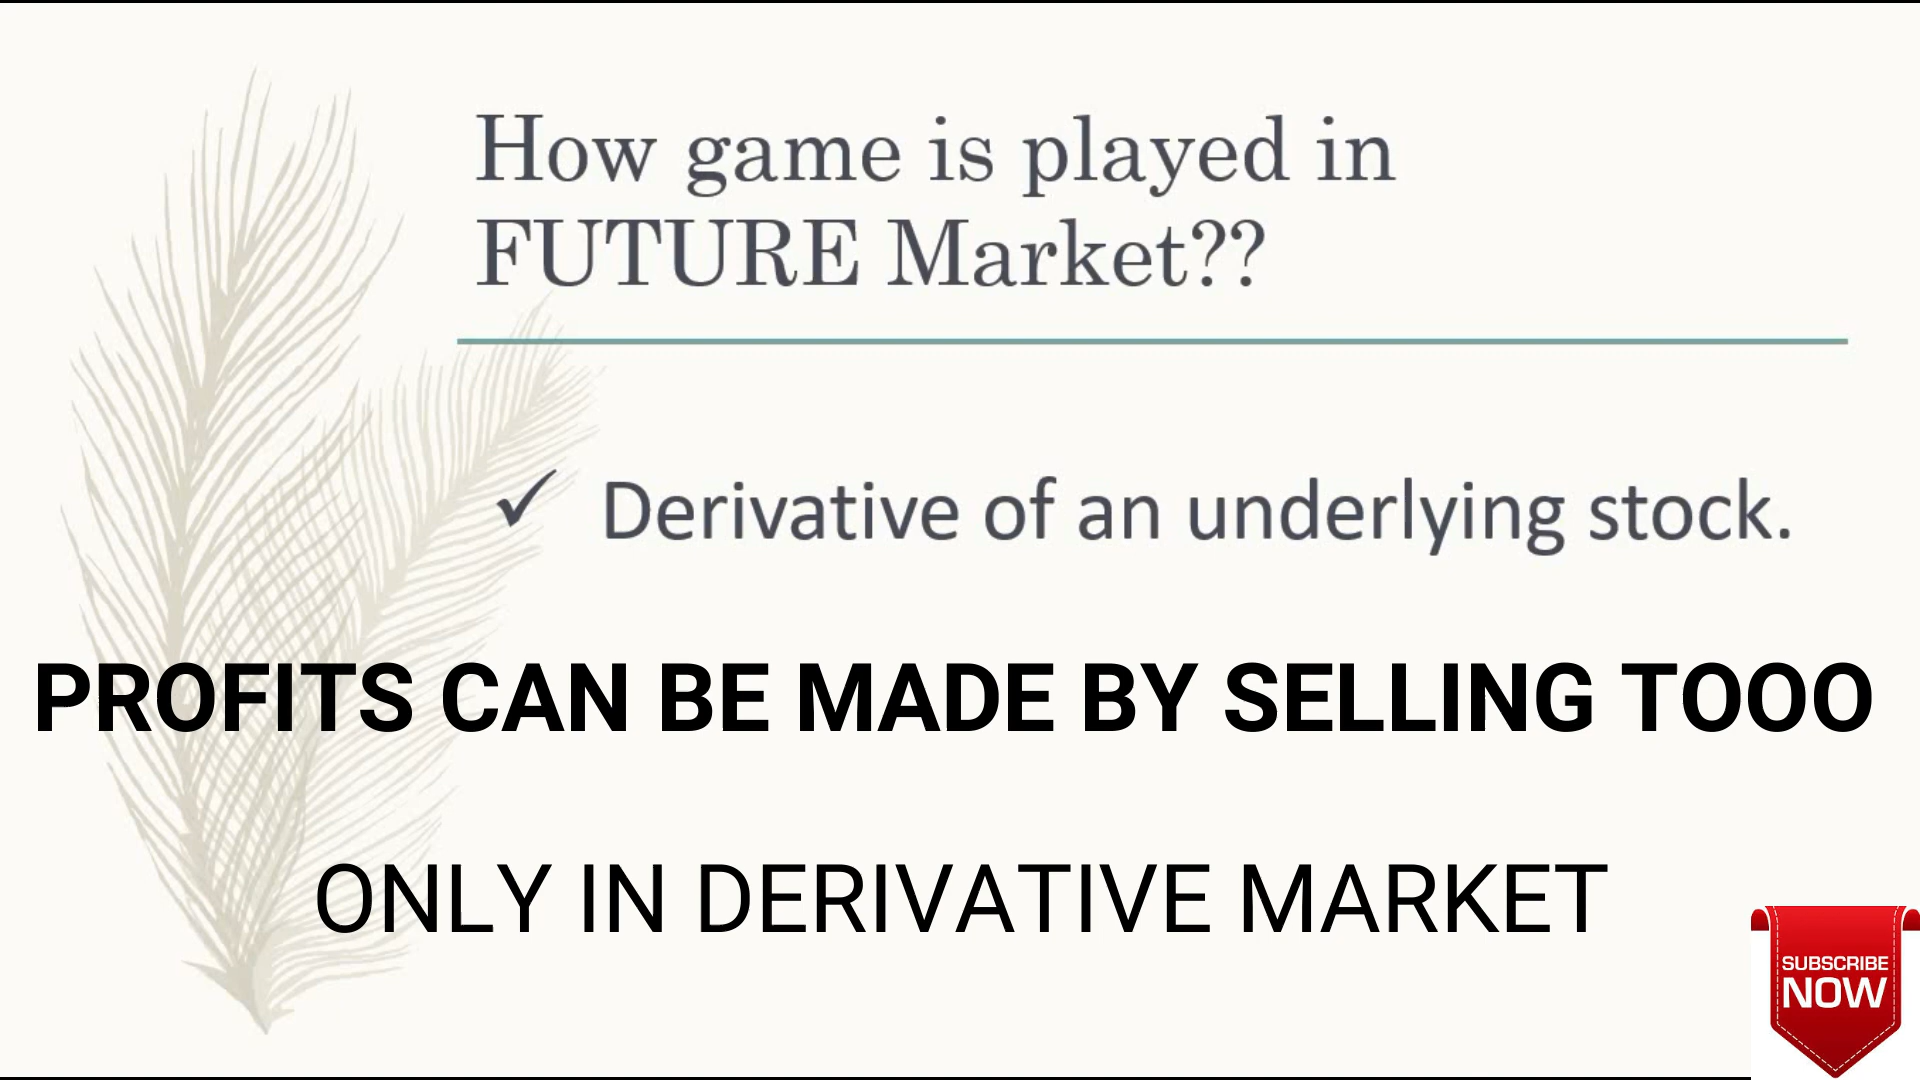 How game is played in
FUTURE Market??
✓ Derivative of an underlying stock.
PROFITS CAN BE MADE BY SELLING TOOO
ONLY IN DERIVATIVE MARKET
SUBSCRIBE
NOW